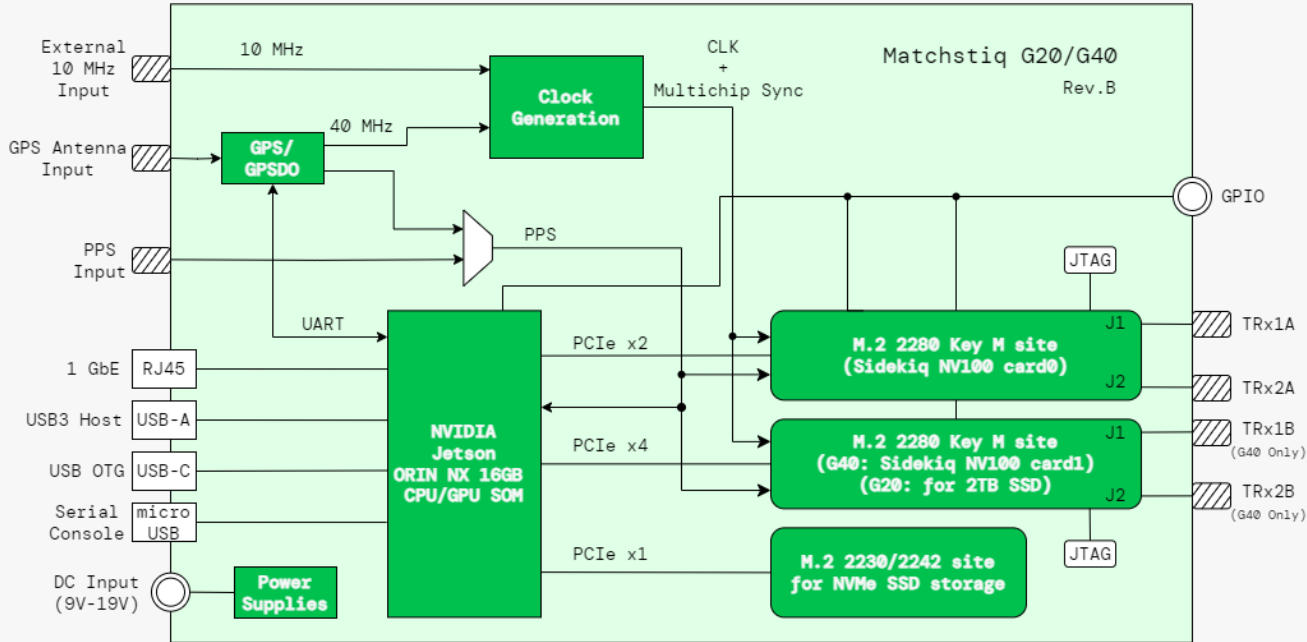 External
10 MHz
Input
10 MHz
CLK
+
Multichip Sync
Matchstiq G20/G40
Rev.B
Clock
Generation
40 MHz
GPS Antenna
Input
GPS/
GPSDO
GPIO
PPS
Input
PPS
JTAG
UART
J1
TRx1A
PCIe x2
M.2 2280 Key M site
(Sidekiq NV100 card0)
1 GbE
RJ45
J2
TRx2A
USB3 Host
USB-A
NVIDIA
Jetson
ORIN NX 16GB
CPU/GPU SOM
PCIe x4
M.2 2280 Key M site
(G40: Sidekiq NV100 card1)
(G20: for 2TB SSD)
J1
TRx1B
(G40 Only)
USB OTG
USB-C
J2
TRx2B
(G40 Only)
Serial
Console
micro
USB
JTAG
PCIe x1
M.2 2230/2242 site
for NVMe SSD storage
DC Input
(9V-19V)
Power
Supplies